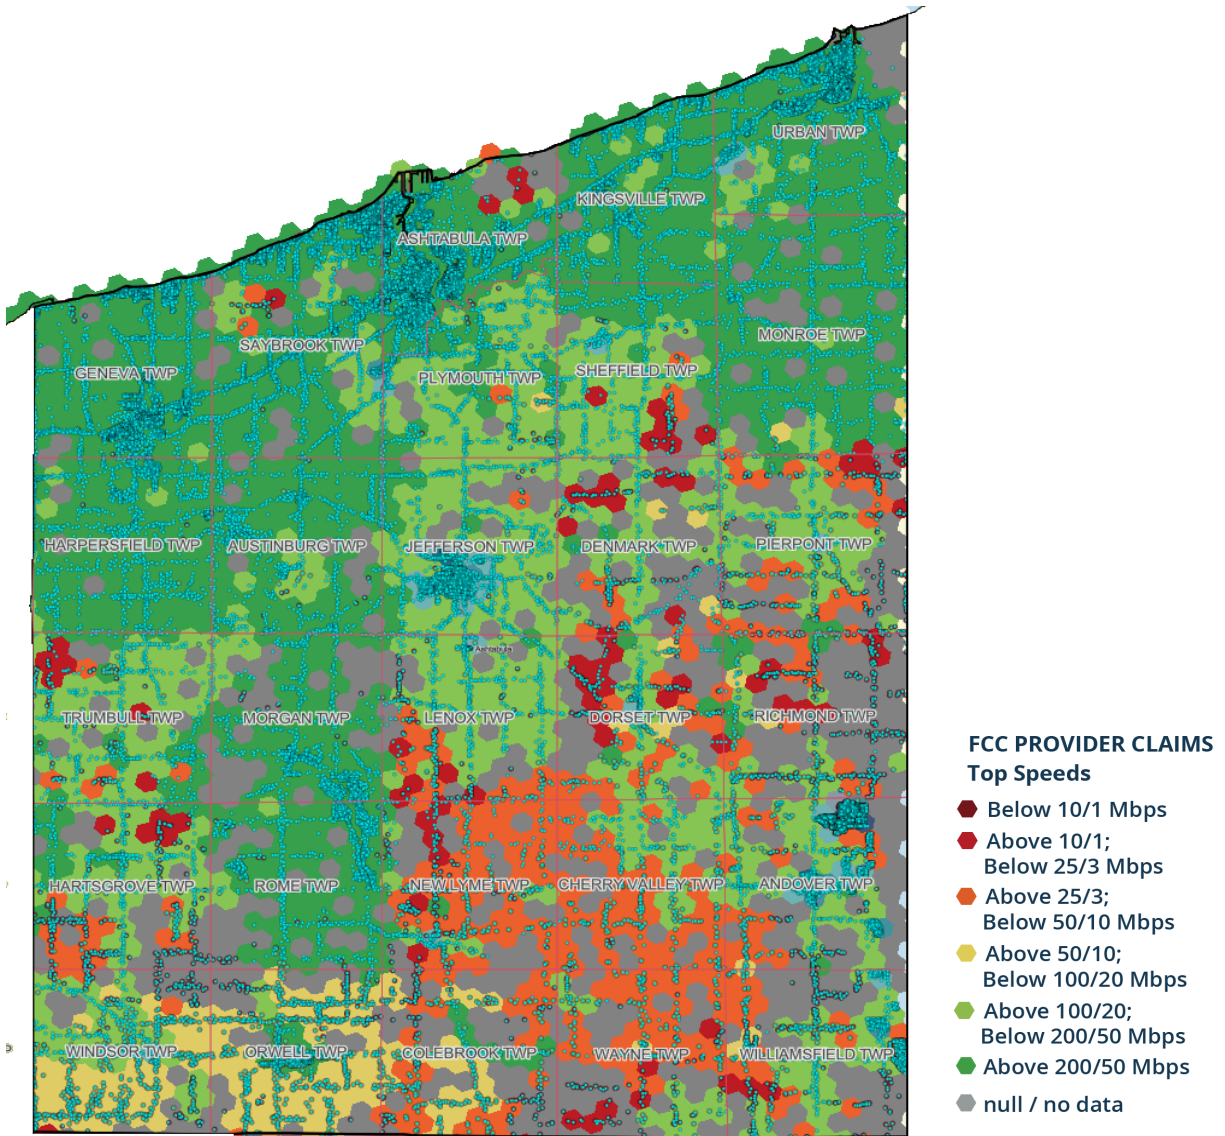 URBAN TWP
KINGSVILLE TWP
ASHTABULA TWP
MONROE TWP
SAYBROOK TWP
GENEVA TWP
PLYMOUTH TWP
SHEFFIELD TWP
HARPERSFIELD TWP
AUSTINBURG TWP
JEFFERSON TWP
DENMARK TWP
PIERPONT TWP
Ashtabula
TRUMBULL TWP
MORGAN TWP
LENOX TWP
DORSET TWP
RICHMOND TWP
HARTSGROVE TWP
ROME TWP
NEW LYME TWP
CHERRY VALLEY TWP
ANDOVER TWP
WINDSOR TWP
ORWELL TWP
COLEBROOK TWP
WAYNE TWP
WILLIAMSFIELD TWP
FCC PROVIDER CLAIMS
Top Speeds
Below 10/1 Mbps
Above 10/1;
Below 25/3 Mbps
Above 25/3;
Below 50/10 Mbps
Above 50/10;
Below 100/20 Mbps
Above 100/20;
Below 200/50 Mbps
Above 200/50 Mbps
null / no data